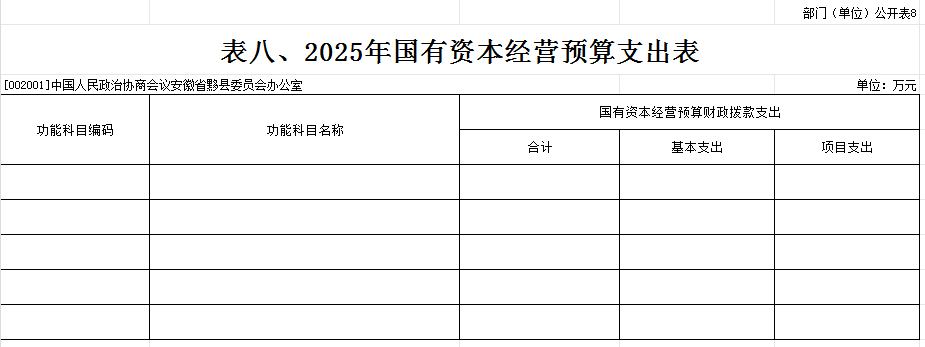 部门（单位）公开表8
表八、2025年国有资本经营预算支出表
[002001]中国人民政治协商会议安徽省黟县委员会办公室 单位：万元
功能科目编码 功能科目名称 国有资本经营预算财政拨款支出
合计 基本支出 项目支出